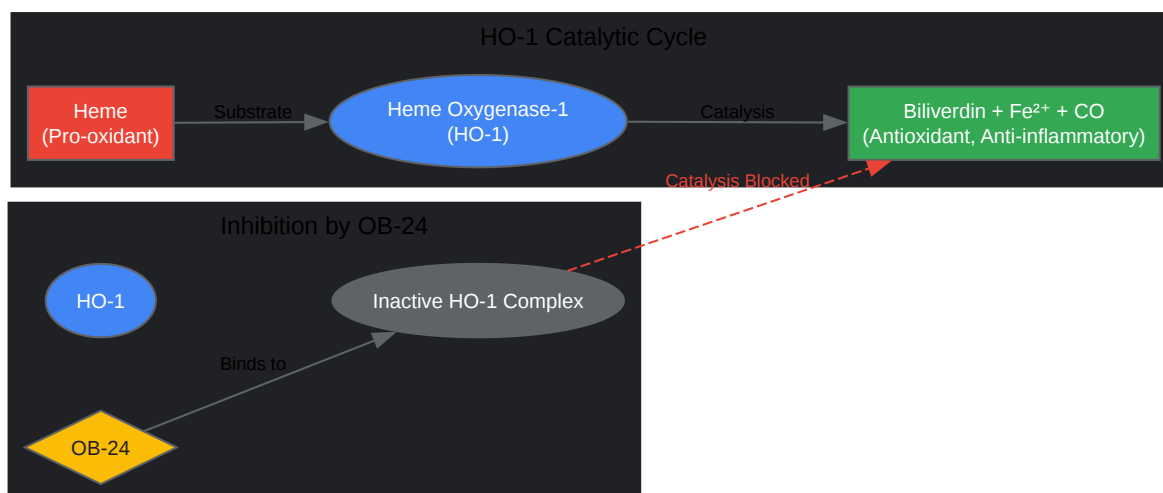 HO-1 Catalytic Cycle
Heme
(Pro-oxidant)
Substrate
Heme Oxygenase-1
(HO-1)
Catalysis
Biliverdin + Fe²⁺ + CO
(Antioxidant, Anti-inflammatory)
Catalysis Blocked
Inhibition by OB-24
HO-1
Inactive HO-1 Complex
Binds to
OB-24